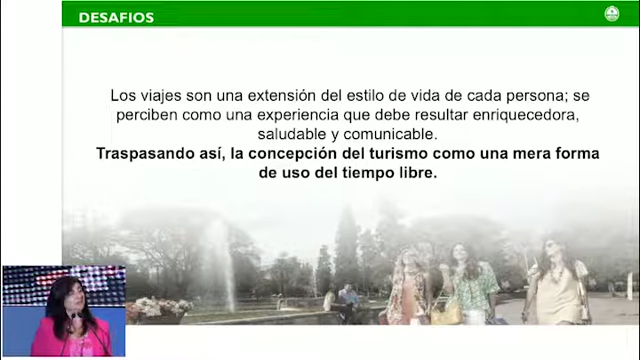 DESAFIOS
Los viajes son una extensión del estilo de vida de cada persona; se
perciben como una experiencia que debe resultar enriquecedora,
saludable y comunicable.
Traspasando así, la concepción del turismo como una mera forma
de uso del tiempo libre.